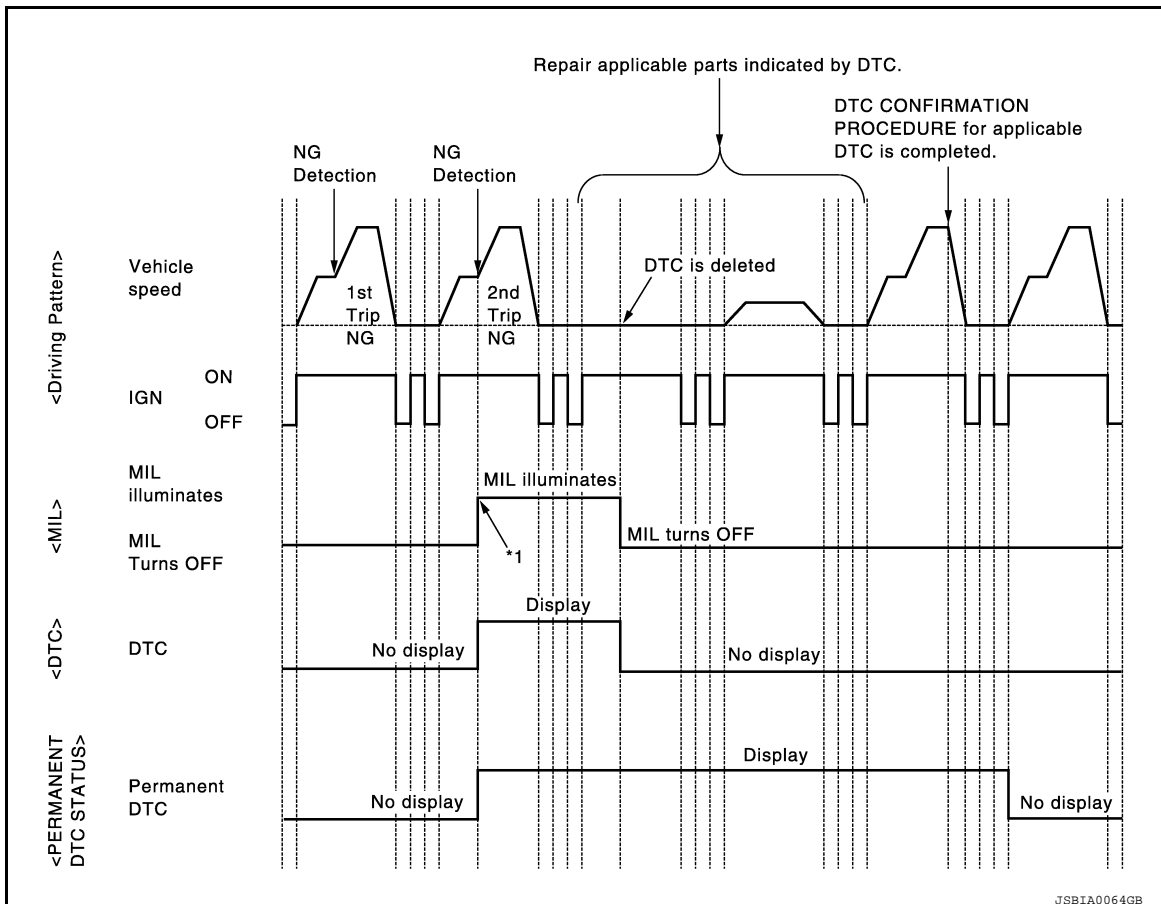 Repair applicable parts indicated by DTC.
DTC CONFIRMATION
PROCEDURE for applicable
DTC is completed.
NG
Detection
NG
Detection
<Driving Pattern>
Vehicle
speed
1st
Trip
NG
2nd
Trip
NG
DTC is deleted
IGN
ON
OFF
<MIL>
MIL
illuminates
MIL
Turns OFF
MIL illuminates
*1
MIL turns OFF
<DTC>
DTC
No display
Display
No display
<PERMANENT
DTC STATUS>
Permanent
DTC
No display
Display
No display
JSBIA0064GB